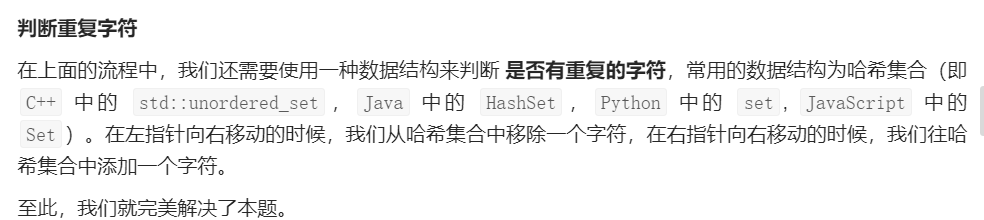 判断重复字符
在上面的流程中，我们还需要使用一种数据结构来判断 是否有重复的字符，常用的数据结构为哈希集合（即
C++ 中的 std::unordered_set，Java 中的 HashSet，Python 中的 set, JavaScript 中的
Set）。在左指针向右移动的时候，我们从哈希集合中移除一个字符，在右指针向右移动的时候，我们往哈
希集合中添加一个字符。
至此，我们就完美解决了本题。